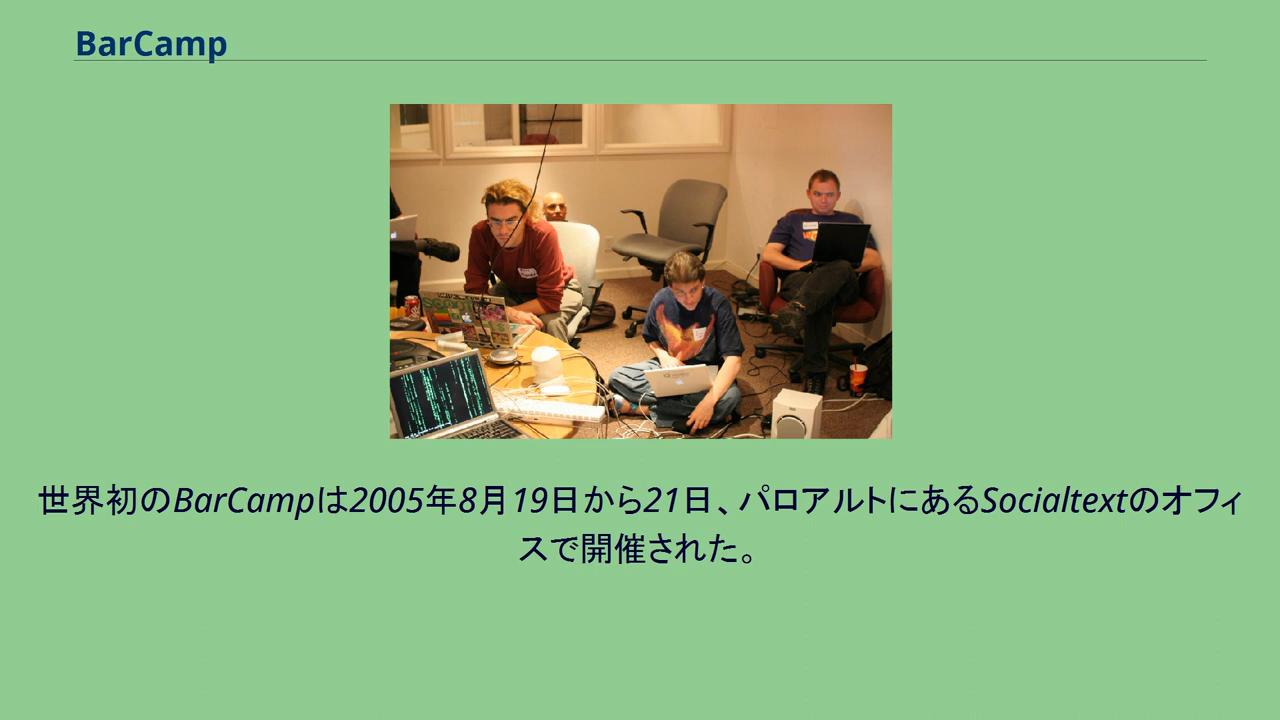 BarCamp
世界初のBarCampは2005年8月19日から21日、パロアルトにあるSocialtextのオフィ
スで開催された。